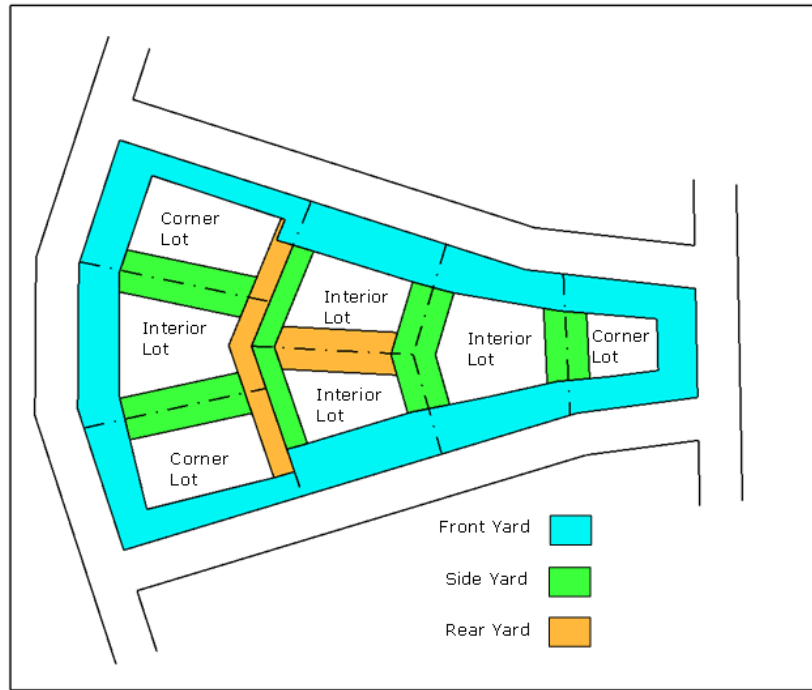 Corner
Lot
Interior
Lot
Interior
Lot
Interior
Lot
Corner
Lot
Interior
Lot
Corner
Lot
Front Yard
Side Yard
Rear Yard